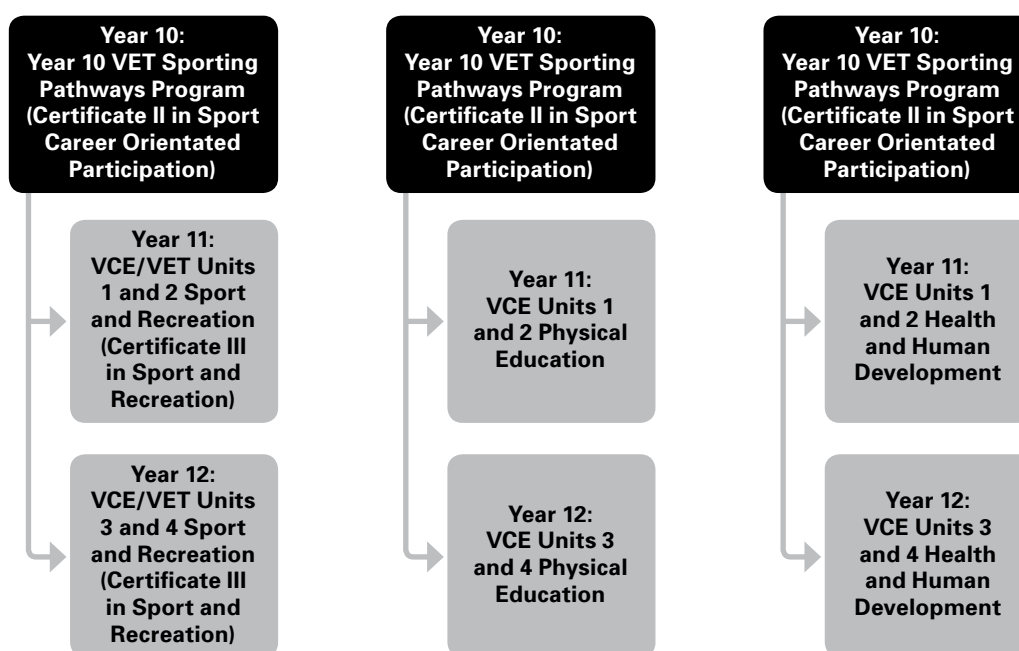 Year 10:
Year 10 VET Sporting
Pathways Program
(Certificate II in Sport
Career Orientated
Participation)
Year 11:
VCE/VET Units
1 and 2 Sport
and Recreation
(Certificate III
in Sport and
Recreation)
Year 12:
VCE/VET Units
3 and 4 Sport
and Recreation
(Certificate III
in Sport and
Recreation)
Year 10:
Year 10 VET Sporting
Pathways Program
(Certificate II in Sport
Career Orientated
Participation)
Year 11:
VCE Units 1
and 2 Physical
Education
Year 12:
VCE Units 3
and 4 Physical
Education
Year 10:
Year 10 VET Sporting
Pathways Program
(Certificate II in Sport
Career Orientated
Participation)
Year 11:
VCE Units 1
and 2 Health
and Human
Development
Year 12:
VCE Units 3
and 4 Health
and Human
Development